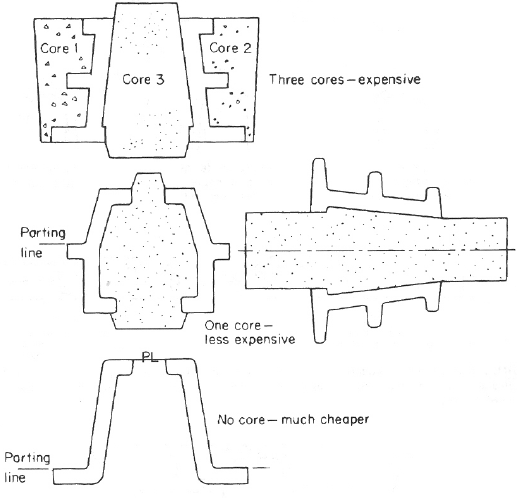 Core 1
Core 2
Core 3
Three cores—expensive
Parting
line
One core—
less expensive
PL
No core—much cheaper
Parting
line